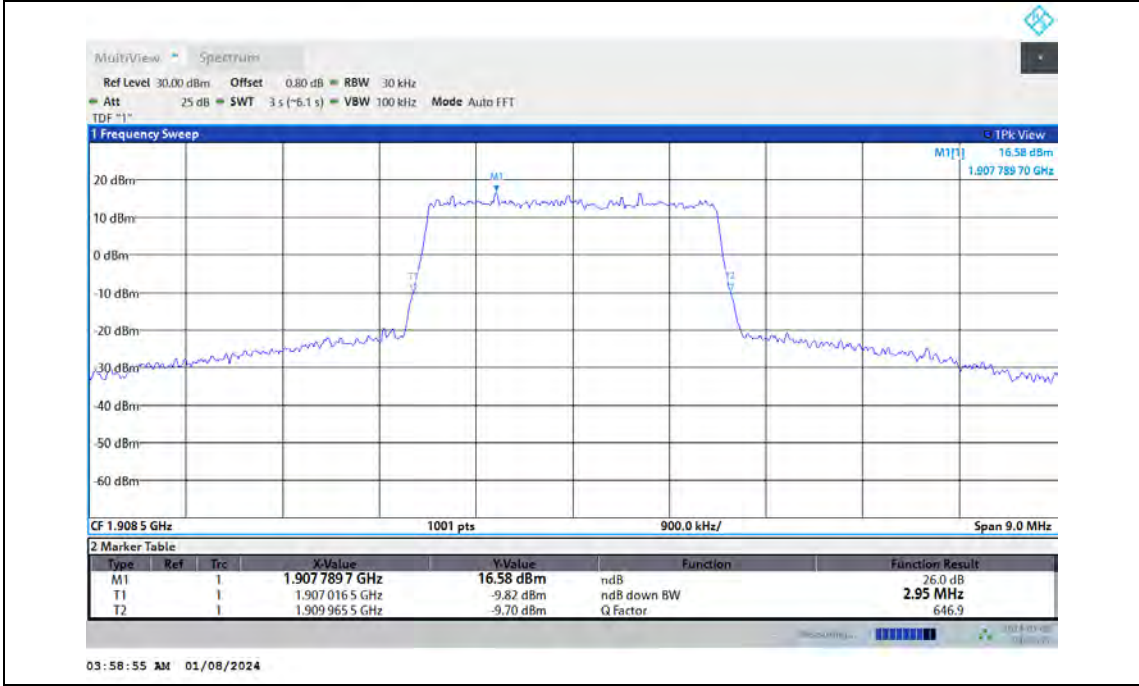 MultiView Spectrum
Ref Level 30.00 dBm Offset 0.80 dB RBW 30 kHz
Att 25 dB SWT 3 s (~6.1 s) VBW 100 kHz Mode Auto FFT
TDF "1"
1 Frequency Sweep 1Pk View
M1[1] 16.58 dBm
1.907 789 70 GHz
M1
20 dBm
10 dBm
0 dBm
T1 T2
-10 dBm
-20 dBm
-30 dBm
-40 dBm
-50 dBm
-60 dBm
CF 1.908 5 GHz 1001 pts 900.0 kHz/ Span 9.0 MHz
2 Marker Table
Type Ref Trc X-Value Y-Value Function Function Result
M1 1 1.907 789 7 GHz 16.58 dBm ndB 26.0 dB
T1 1 1.907 016 5 GHz -9.82 dBm ndB down BW 2.95 MHz
T2 1 1.909 965 5 GHz -9.70 dBm Q Factor 646.9
03:58:55 AM 01/08/2024